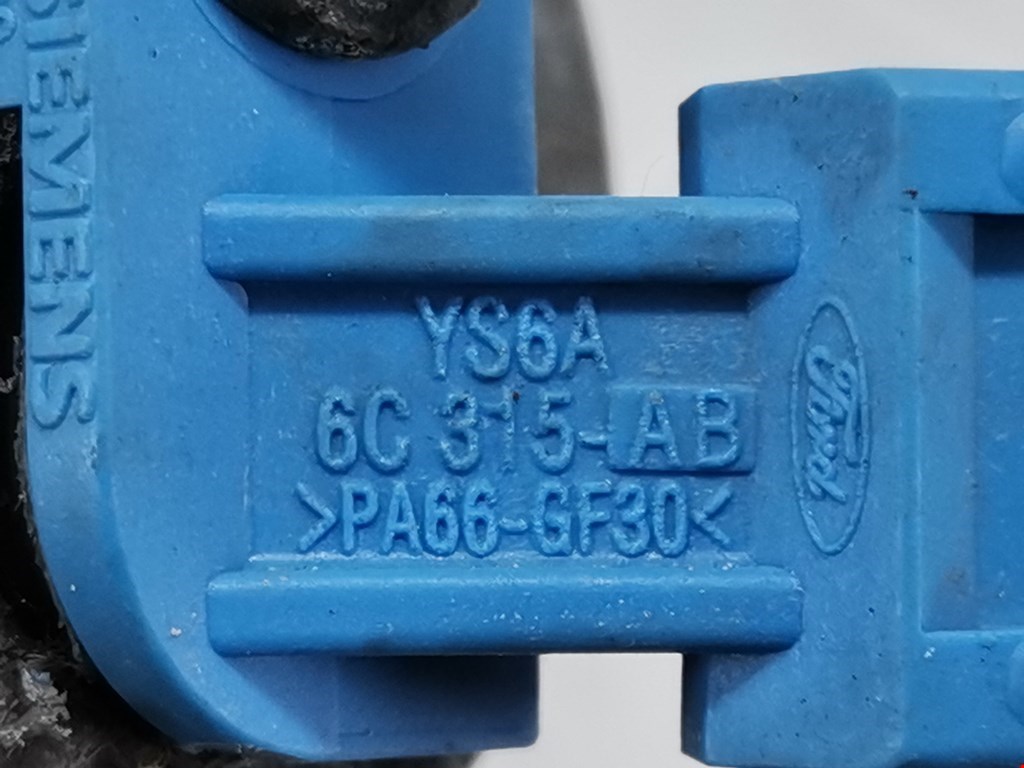 SIEMENS
YS6A
6C 315-AB
>PA66-GF30<
Ford